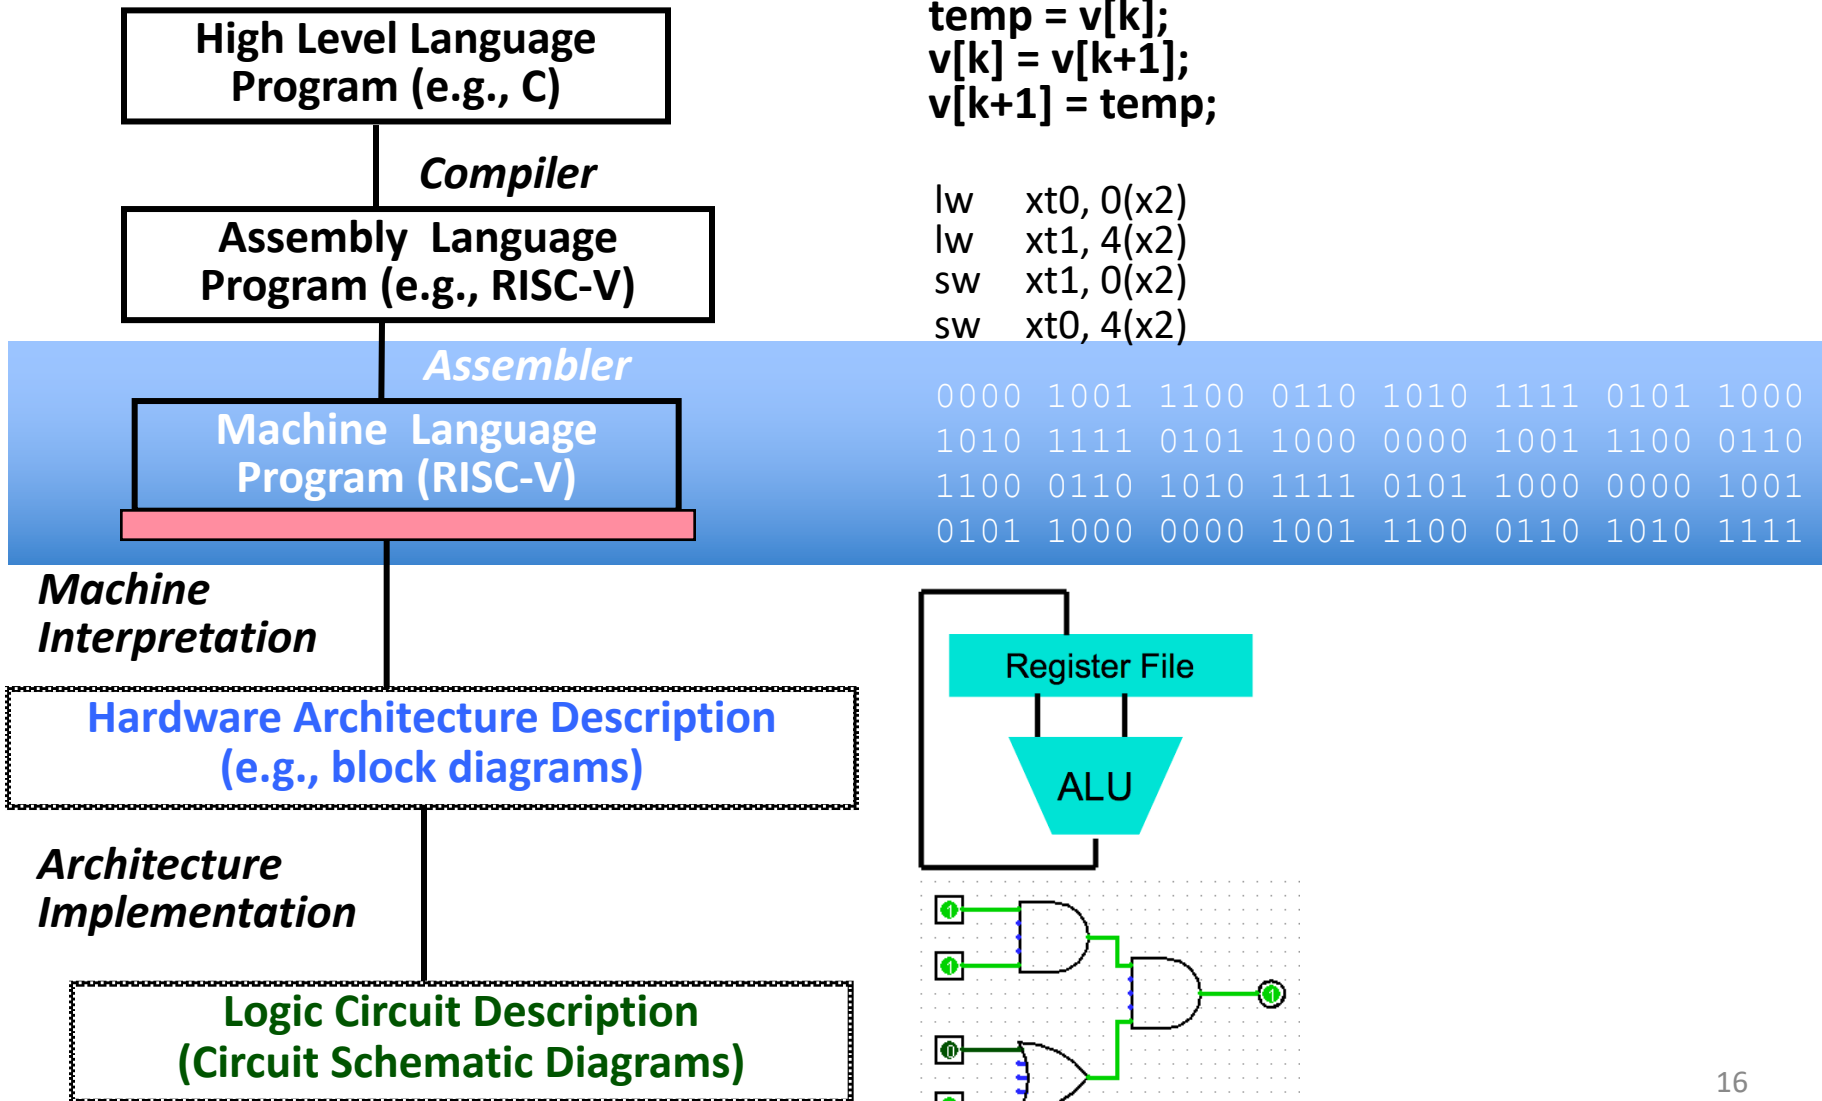 High Level Language
Program (e.g., C)
temp = v[k];
v[k] = v[k+1];
v[k+1] = temp;
Compiler
Assembly Language
Program (e.g., RISC-V)
lw xt0, 0(x2)
lw xt1, 4(x2)
sw xt1, 0(x2)
sw xt0, 4(x2)
Assembler
Machine Language
Program (RISC-V)
0000 1001 1100 0110 1010 1111 0101 1000
1010 1111 0101 1000 0000 1001 1100 0110
1100 0110 1010 1111 0101 1000 0000 1001
0101 1000 0000 1001 1100 0110 1010 1111
Machine
Interpretation
Hardware Architecture Description
(e.g., block diagrams)
Register File
ALU
Architecture
Implementation
Logic Circuit Description
(Circuit Schematic Diagrams)
1
1
1
0
16